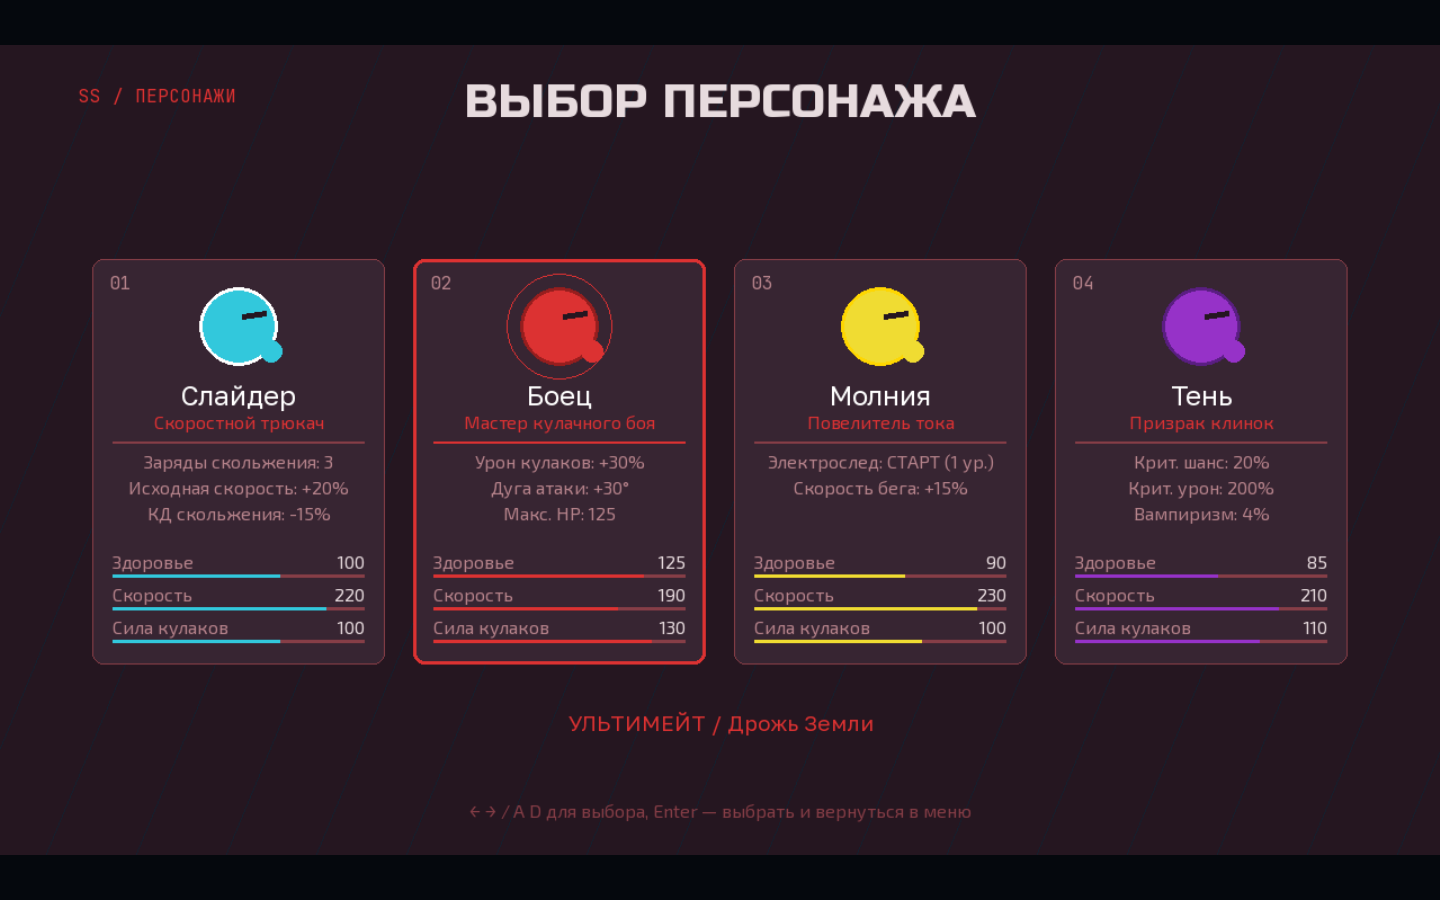 SS / ПЕРСОНАЖИ
ВЫБОР ПЕРСОНАЖА
01
Слайдер
Скоростной трюкач
Заряды скольжения: 3
Исходная скорость: +20%
КД скольжения: -15%
Здоровье 100
Скорость 220
Сила кулаков 100
02
Боец
Мастер кулачного боя
Урон кулаков: +30%
Дуга атаки: +30°
Макс. HP: 125
Здоровье 125
Скорость 190
Сила кулаков 130
03
Молния
Повелитель тока
Электрослед: СТАРТ (1 ур.)
Скорость бега: +15%
Здоровье 90
Скорость 230
Сила кулаков 100
04
Тень
Призрак клинок
Крит. шанс: 20%
Крит. урон: 200%
Вампиризм: 4%
Здоровье 85
Скорость 210
Сила кулаков 110
УЛЬТИМЕЙТ / Дрожь Земли
← → / A D для выбора, Enter — выбрать и вернуться в меню